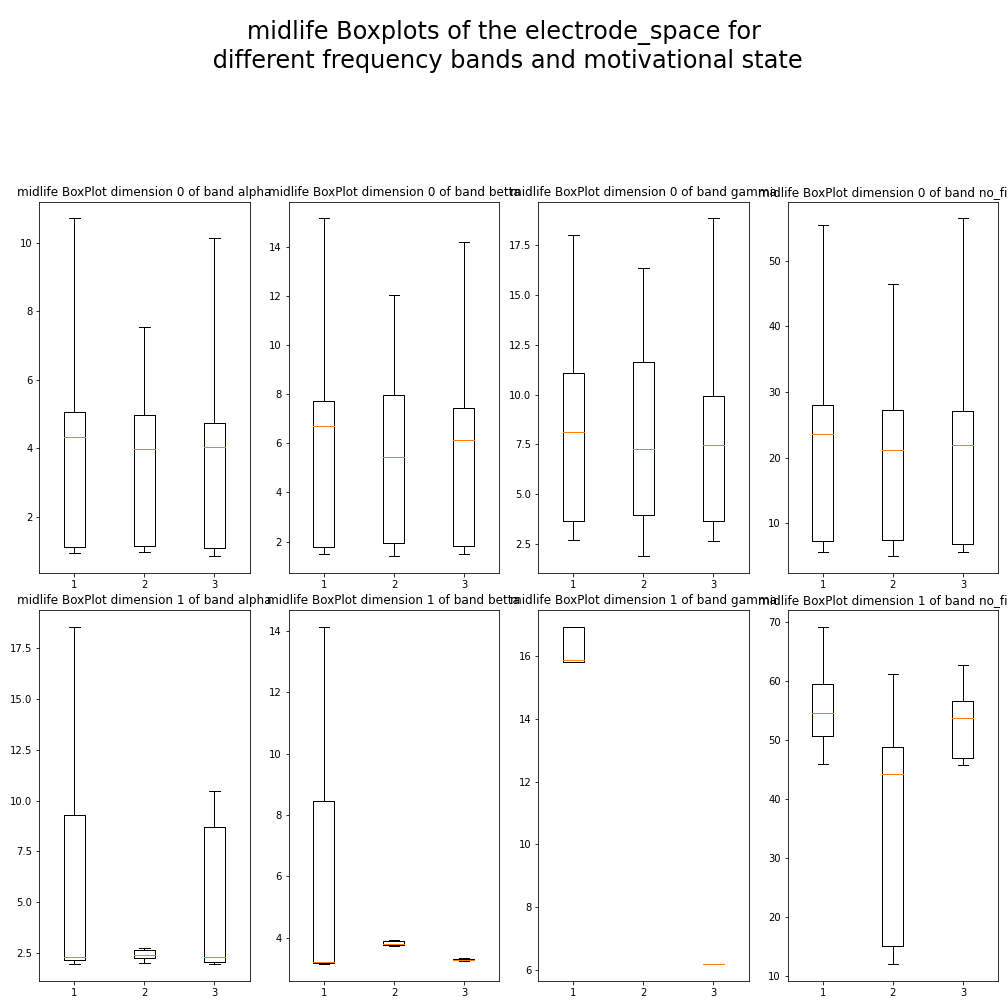 midlife Boxplots of the electrode_space for
different frequency bands and motivational state
midlife BoxPlot dimension 0 of band alpha
midlife BoxPlot dimension 0 of band betta
midlife BoxPlot dimension 0 of band gamma
midlife BoxPlot dimension 0 of band no_fi
10
8
6
4
2
1 2 3
14
12
10
8
6
4
2
1 2 3
17.5
15.0
12.5
10.0
7.5
5.0
2.5
1 2 3
50
40
30
20
10
1 2 3
midlife BoxPlot dimension 1 of band alpha
midlife BoxPlot dimension 1 of band betta
midlife BoxPlot dimension 1 of band gamma
midlife BoxPlot dimension 1 of band no_fi
17.5
15.0
12.5
10.0
7.5
5.0
2.5
1 2 3
14
12
10
8
6
4
1 2 3
16
14
12
10
8
6
1 2 3
70
60
50
40
30
20
10
1 2 3